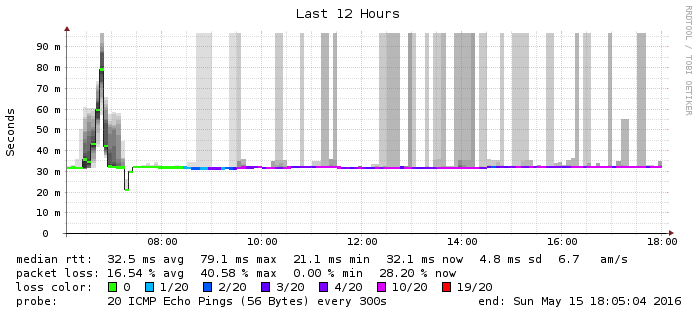 Last 12 Hours
RRDTOOL / TOBI OETIKER
Seconds
90 m
80 m
70 m
60 m
50 m
40 m
30 m
20 m
10 m
0
08:00 10:00 12:00 14:00 16:00 18:00
median rtt: 32.5 ms avg 79.1 ms max 21.1 ms min 32.1 ms now 4.8 ms sd 6.7 am/s
packet loss: 16.54 % avg 40.58 % max 0.00 % min 28.20 % now
loss color: 0 1/20 2/20 3/20 4/20 10/20 19/20
probe: 20 ICMP Echo Pings (56 Bytes) every 300s end: Sun May 15 18:05:04 2016